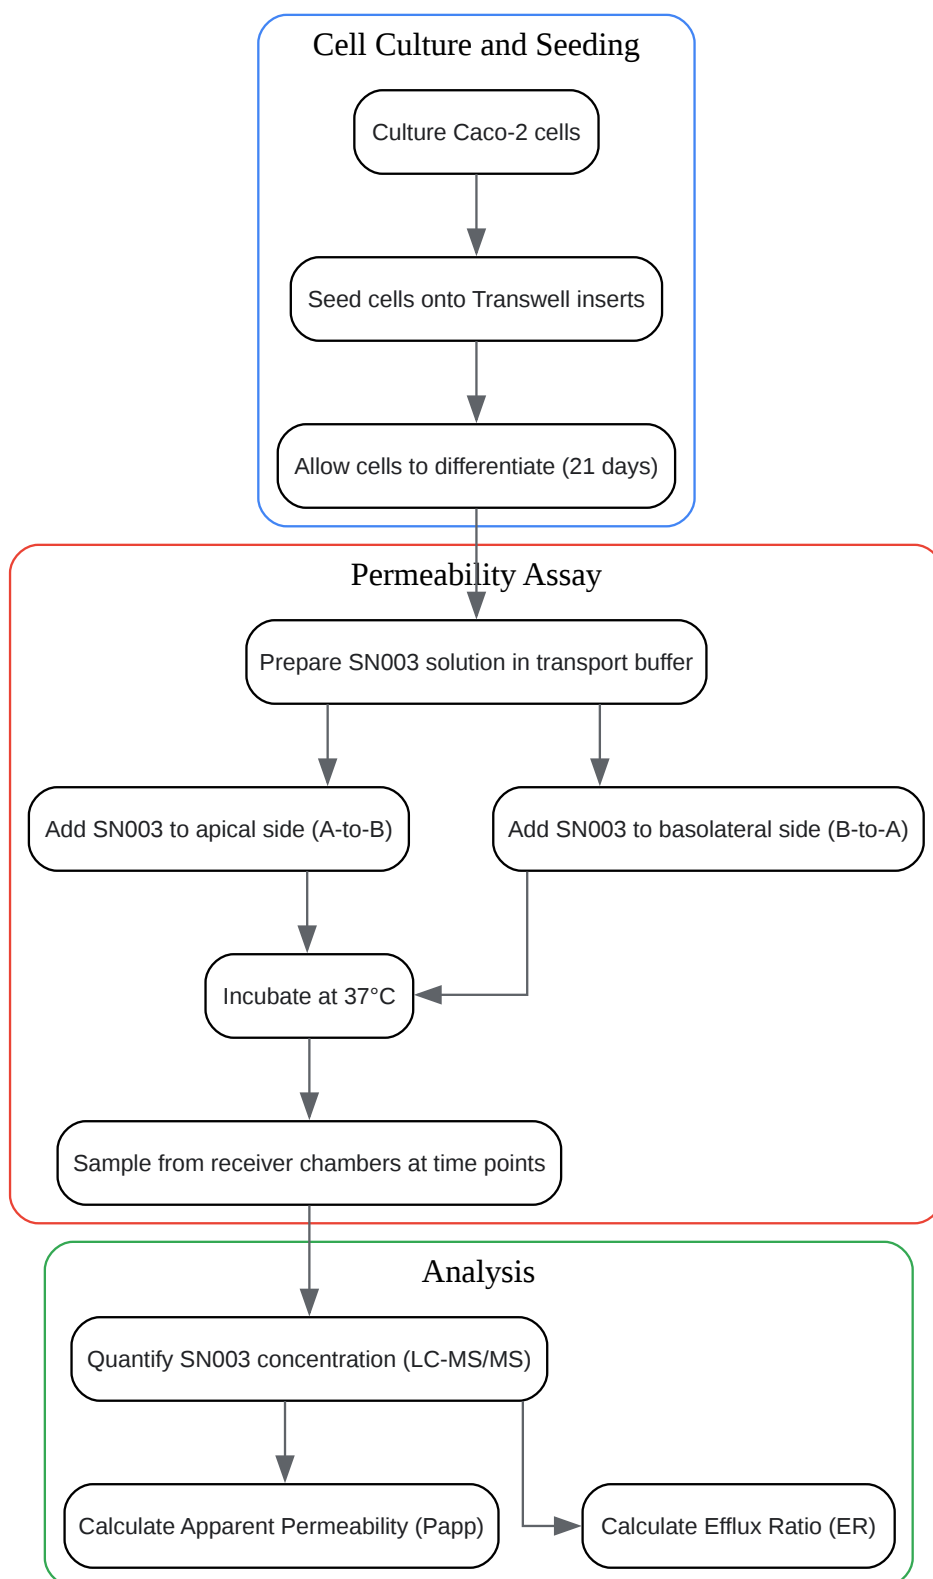 Cell Culture and Seeding
Culture Caco-2 cells
Seed cells onto Transwell inserts
Allow cells to differentiate (21 days)
Permeability Assay
Prepare SN003 solution in transport buffer
Add SN003 to apical side (A-to-B)
Add SN003 to basolateral side (B-to-A)
Incubate at 37°C
Sample from receiver chambers at time points
Analysis
Quantify SN003 concentration (LC-MS/MS)
Calculate Apparent Permeability (Papp)
Calculate Efflux Ratio (ER)